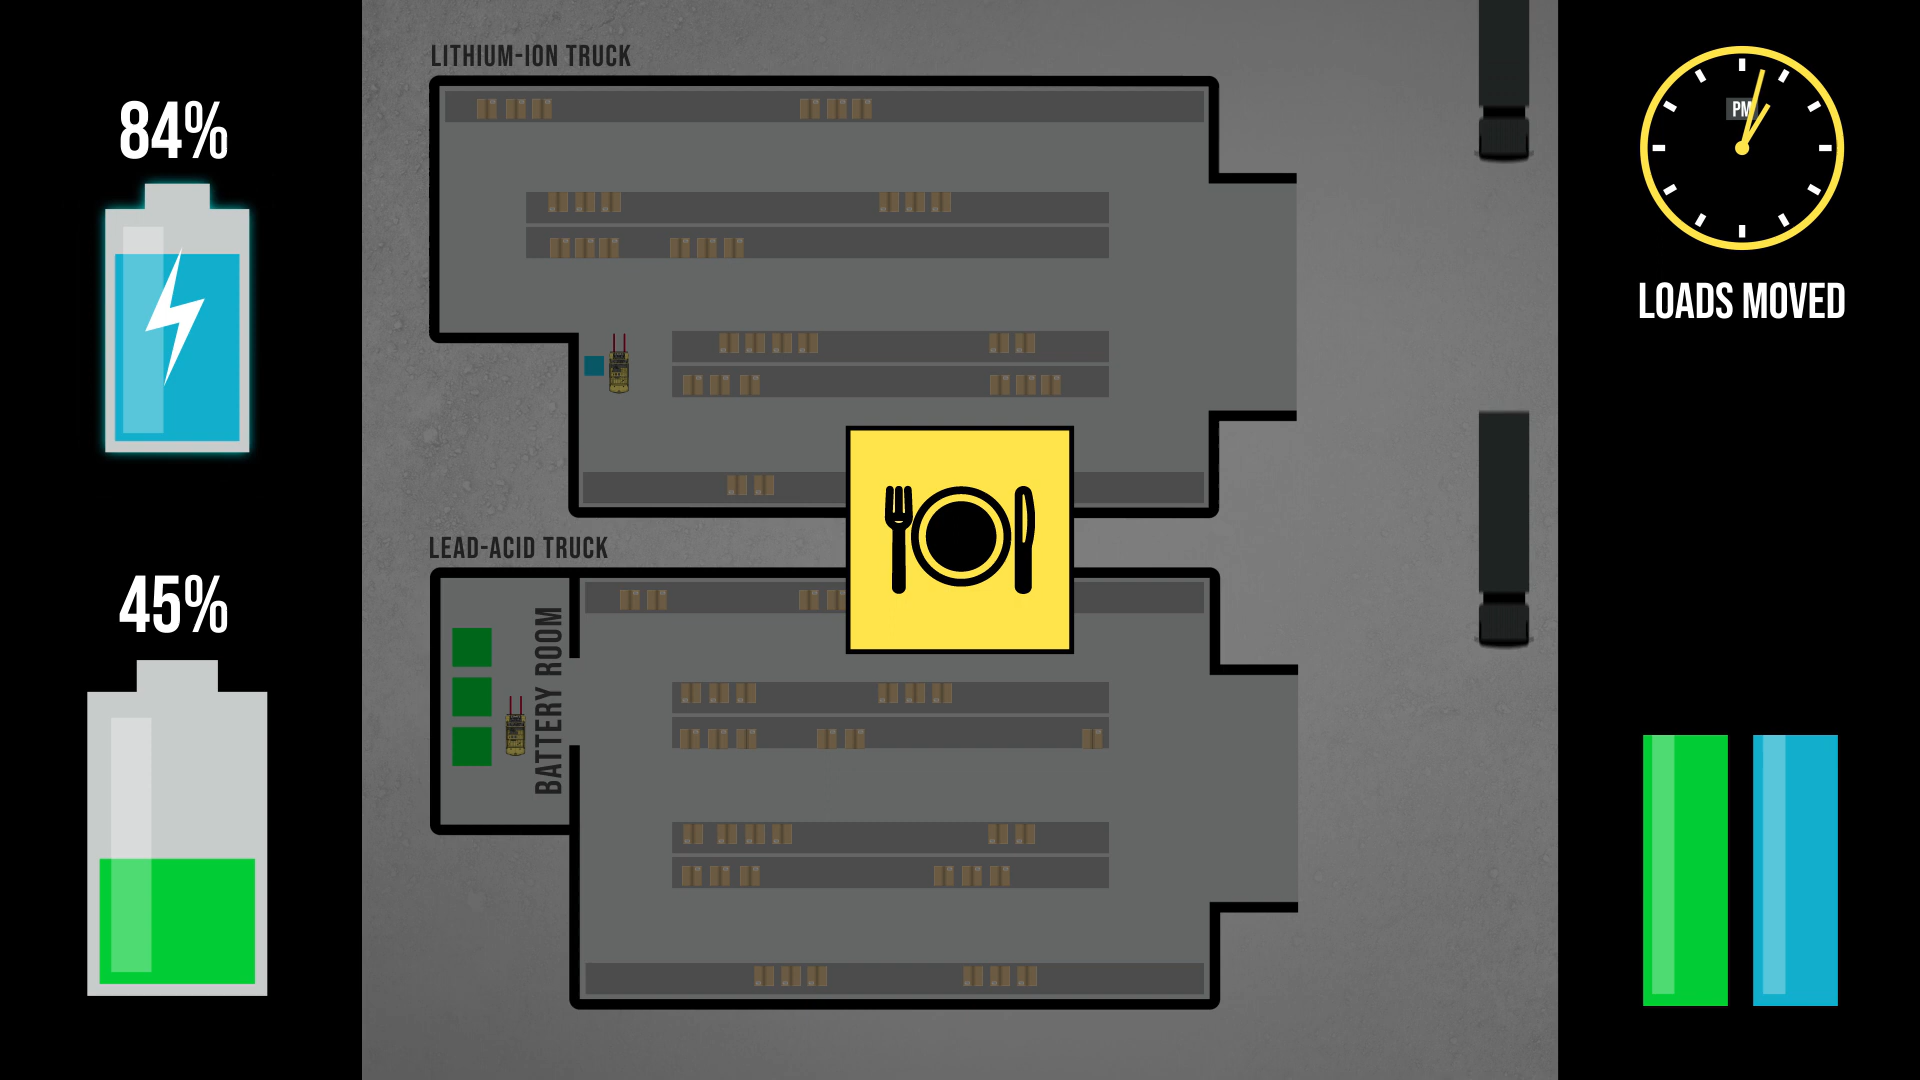 LITHIUM-ION TRUCK
84%
PM
LOADS MOVED
LEAD-ACID TRUCK
45%
BATTERY ROOM